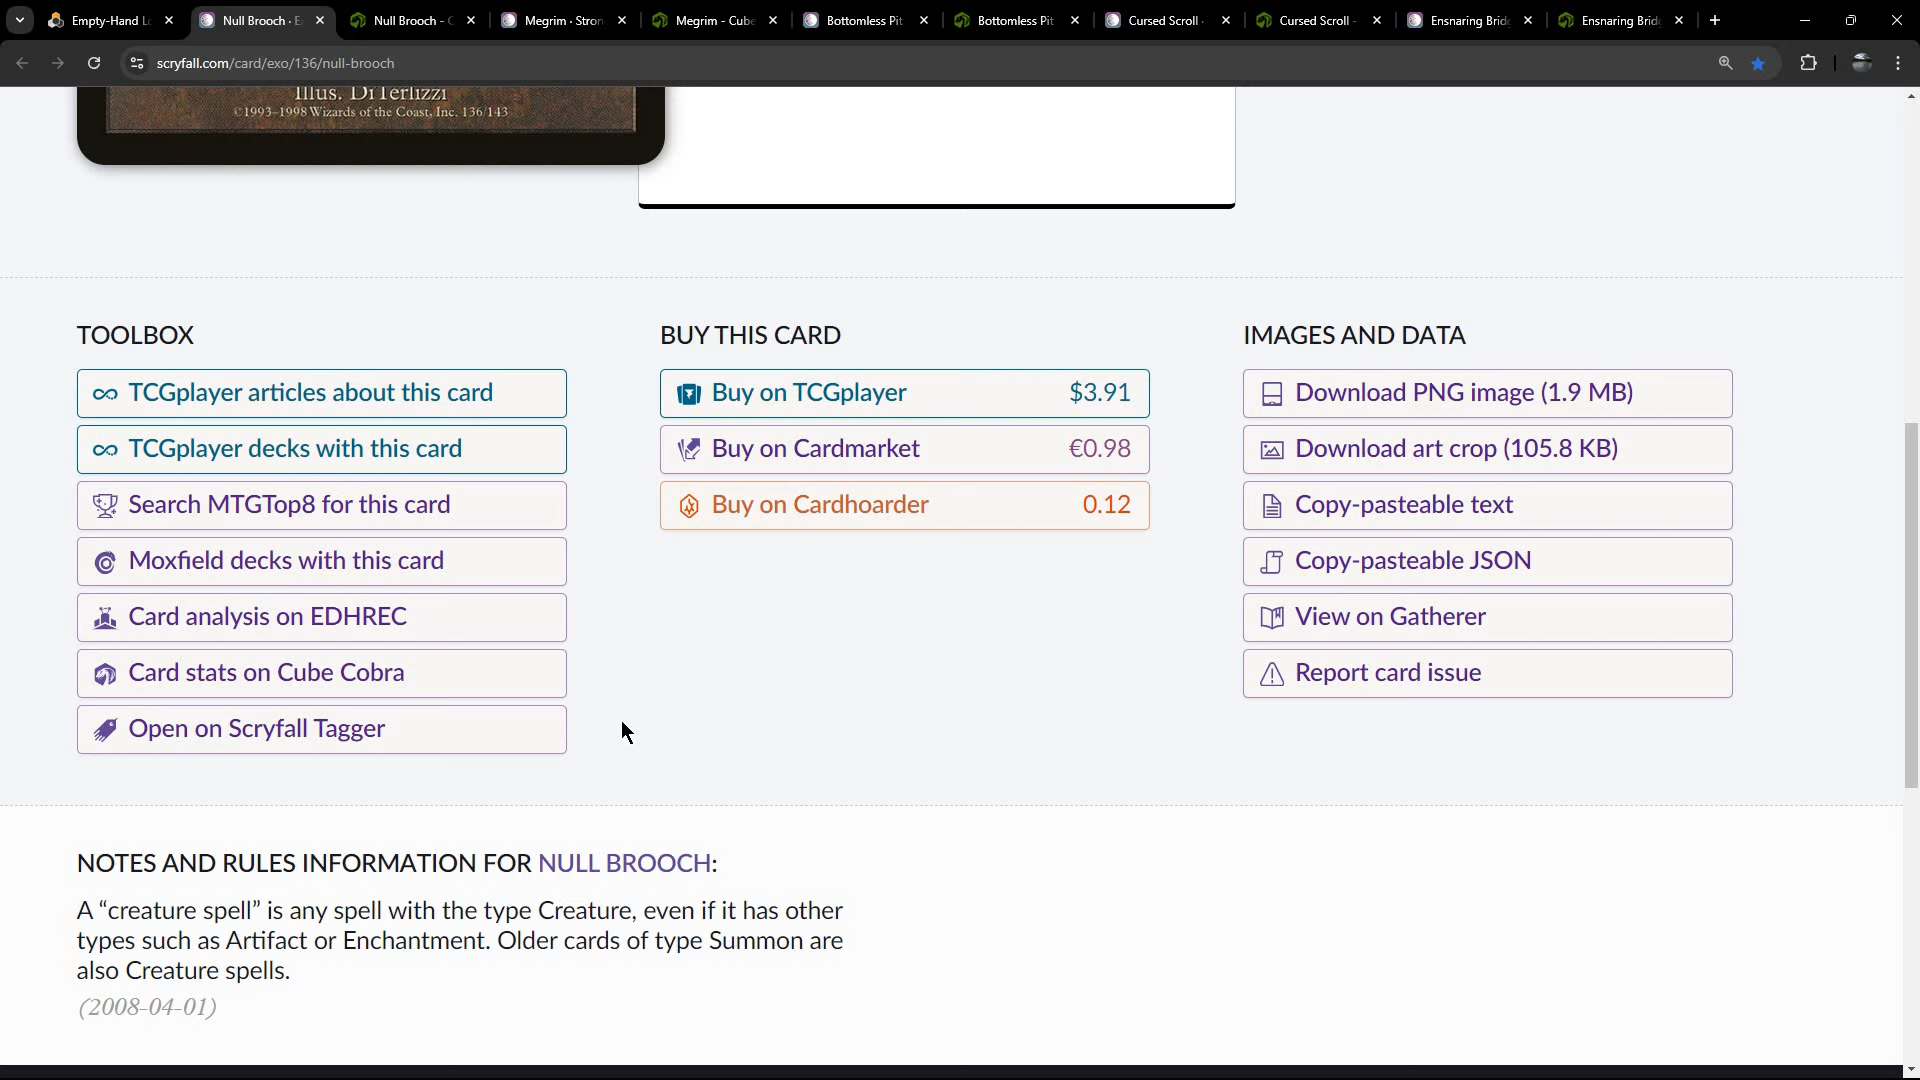 Empty-Hand Lo
Null Brooch · E
Null Brooch - C
Megrim · Stron
Megrim - Cube
Bottomless Pit
Bottomless Pit
Cursed Scroll ·
Cursed Scroll -
Ensnaring Bridg
Ensnaring Bridg
scryfall.com/card/exo/136/null-brooch
Illus. DiTerlizzi
©1993–1998 Wizards of the Coast, Inc. 136/143
TOOLBOX
TCGplayer articles about this card
TCGplayer decks with this card
Search MTGTop8 for this card
Moxfield decks with this card
Card analysis on EDHREC
Card stats on Cube Cobra
Open on Scryfall Tagger
BUY THIS CARD
Buy on TCGplayer $3.91
Buy on Cardmarket €0.98
Buy on Cardhoarder 0.12
IMAGES AND DATA
Download PNG image (1.9 MB)
Download art crop (105.8 KB)
Copy-pasteable text
Copy-pasteable JSON
View on Gatherer
Report card issue
NOTES AND RULES INFORMATION FOR NULL BROOCH:
A “creature spell” is any spell with the type Creature, even if it has other
types such as Artifact or Enchantment. Older cards of type Summon are
also Creature spells.
(2008-04-01)